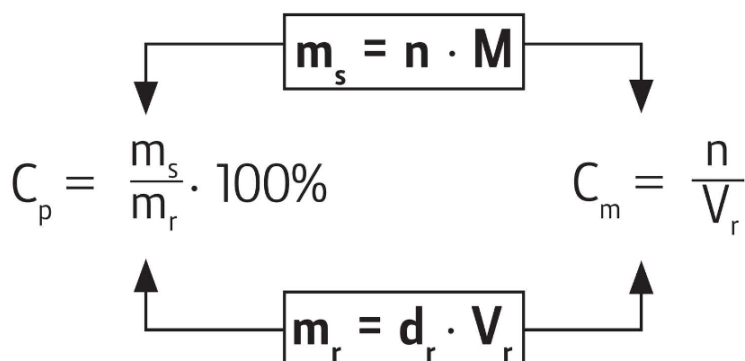 mₛ = n · M
Cₚ = mₛ/mᵣ · 100%
Cₘ = n/Vᵣ
mᵣ = dᵣ · Vᵣ